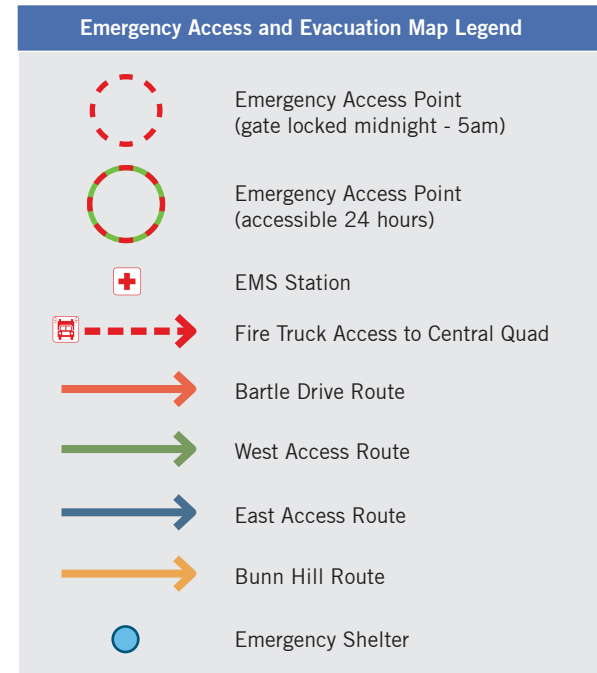 Emergency Access and Evacuation Map Legend
Emergency Access Point
(gate locked midnight - 5am)
Emergency Access Point
(accessible 24 hours)
EMS Station
Fire Truck Access to Central Quad
Bartle Drive Route
West Access Route
East Access Route
Bunn Hill Route
Emergency Shelter